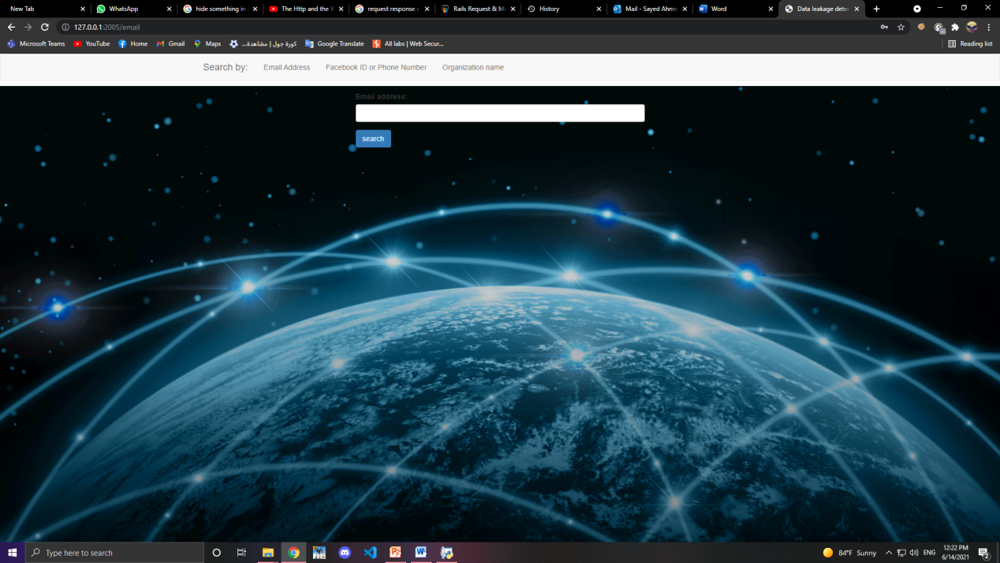 New Tab
WhatsApp
hide something in
The Http and the W
request response c
Rails Request & M
History
Mail - Sayed Ahme
Word
Data leakage dete
127.0.0.1:2005/email
Microsoft Teams
YouTube
Home
Gmail
Maps
كورة جول | مشاهدة...
Google Translate
All labs | Web Secur...
Reading list
Search by:
Email Address
Facebook ID or Phone Number
Organization name
Email address:
search
Type here to search
84°F Sunny
ENG
12:22 PM
6/14/2021
2